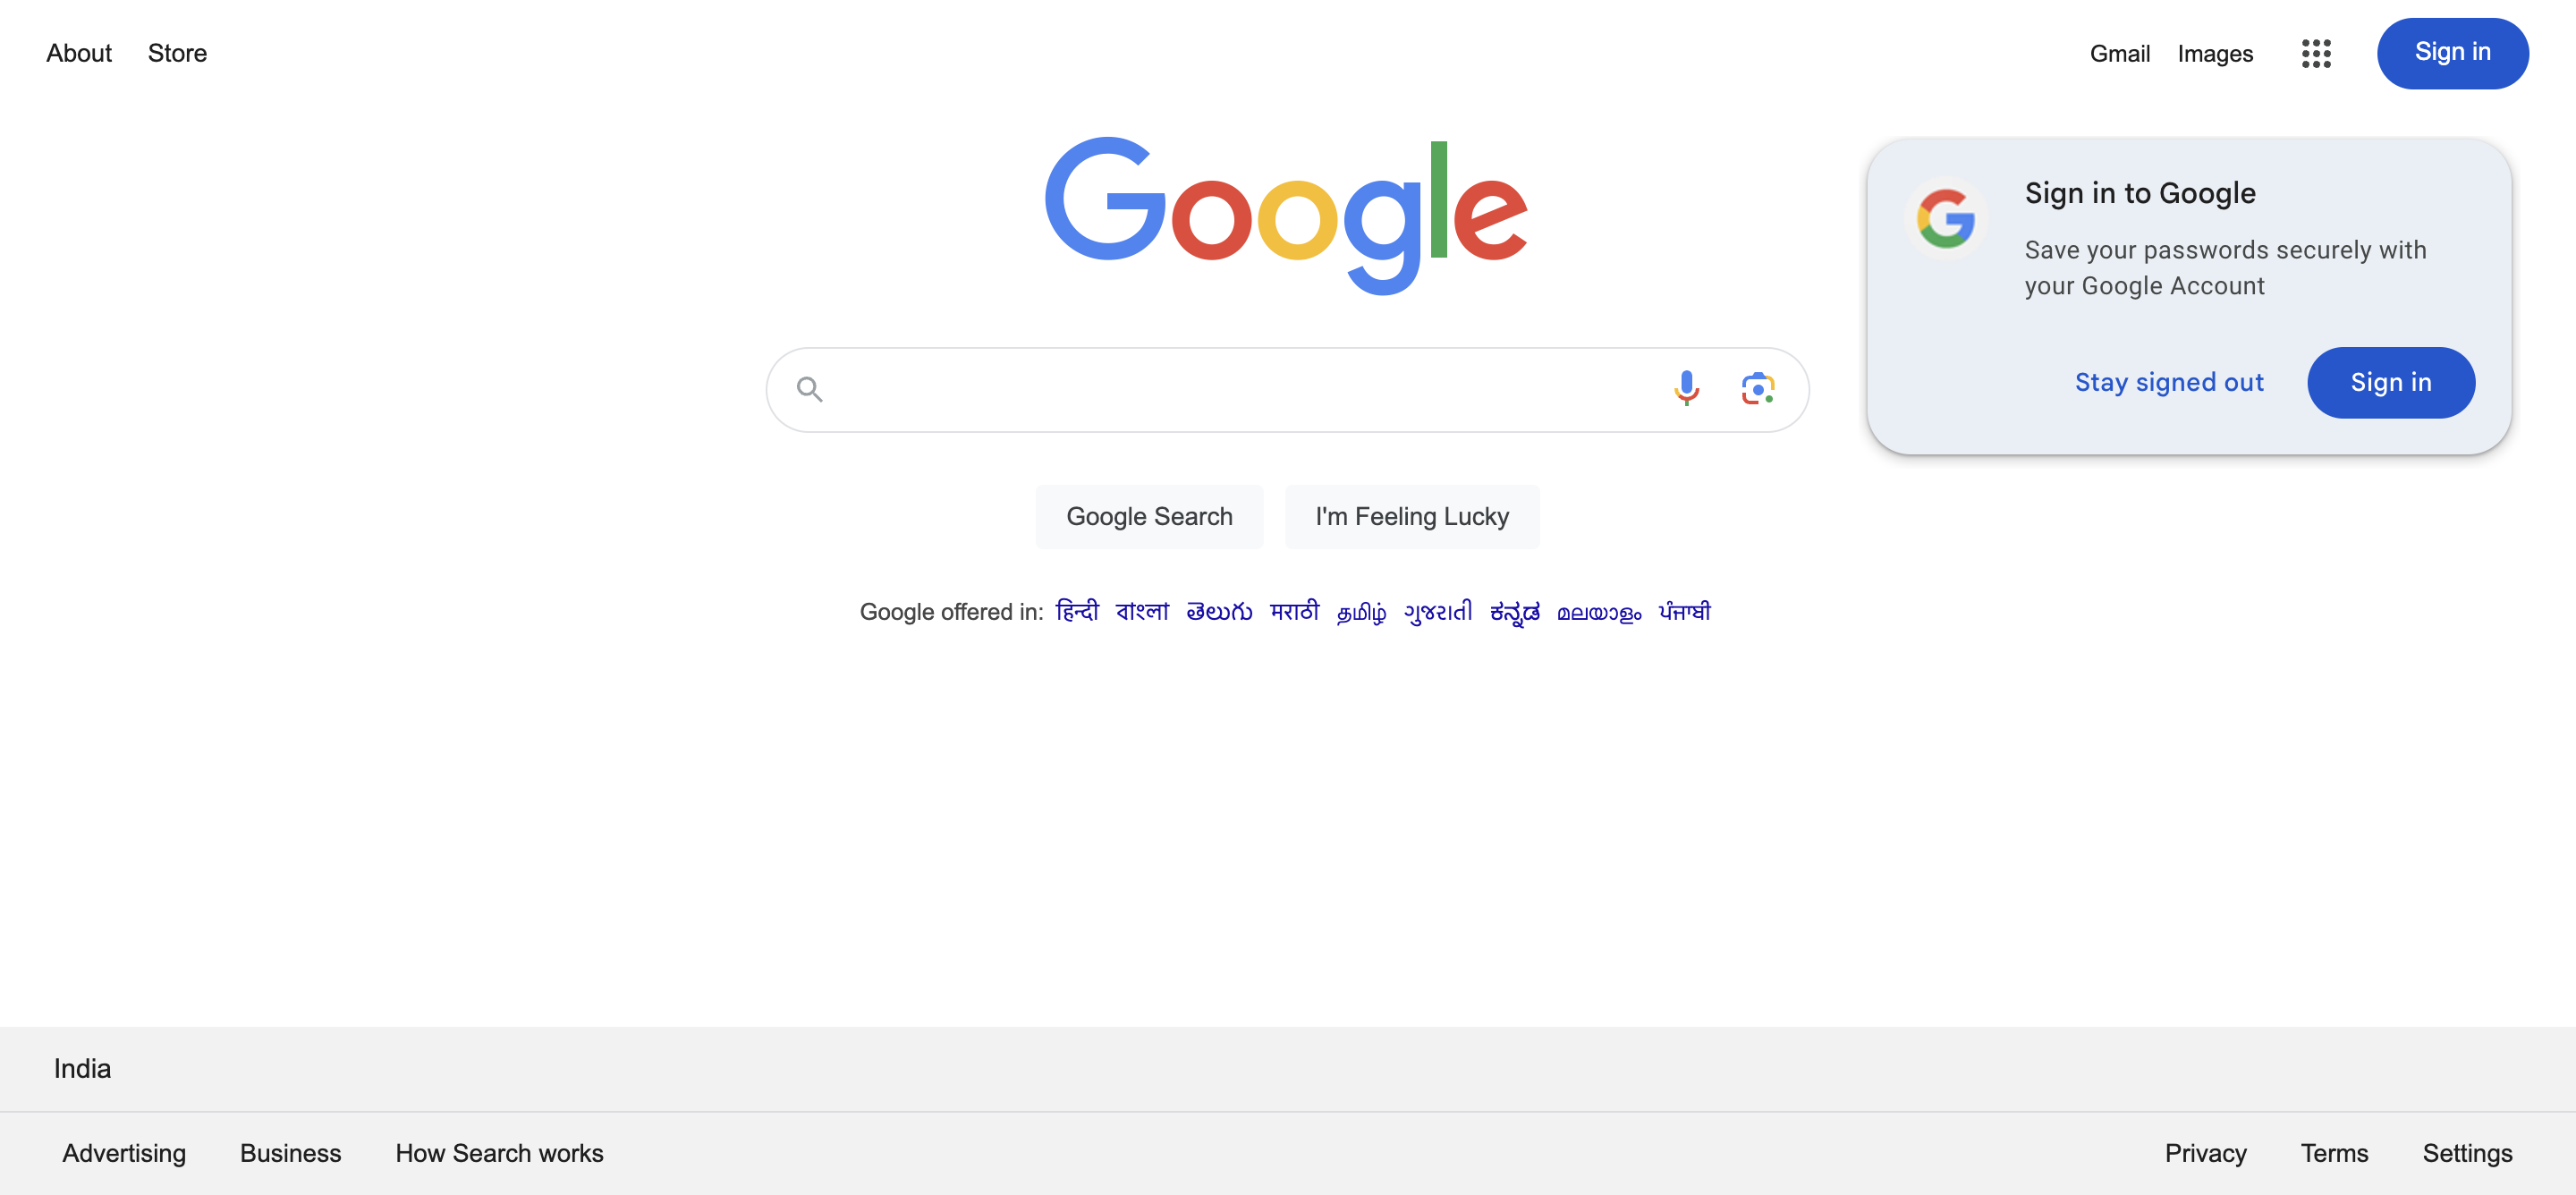 About Store Gmail Images Sign in
Google
Sign in to Google
Save your passwords securely with
your Google Account
Stay signed out Sign in
Google Search I'm Feeling Lucky
Google offered in: हिन्दी বাংলা తెలుగు मराठी தமிழ் ગુજરાતી ಕನ್ನಡ മലയാളം ਪੰਜਾਬੀ
India
Advertising Business How Search works Privacy Terms Settings